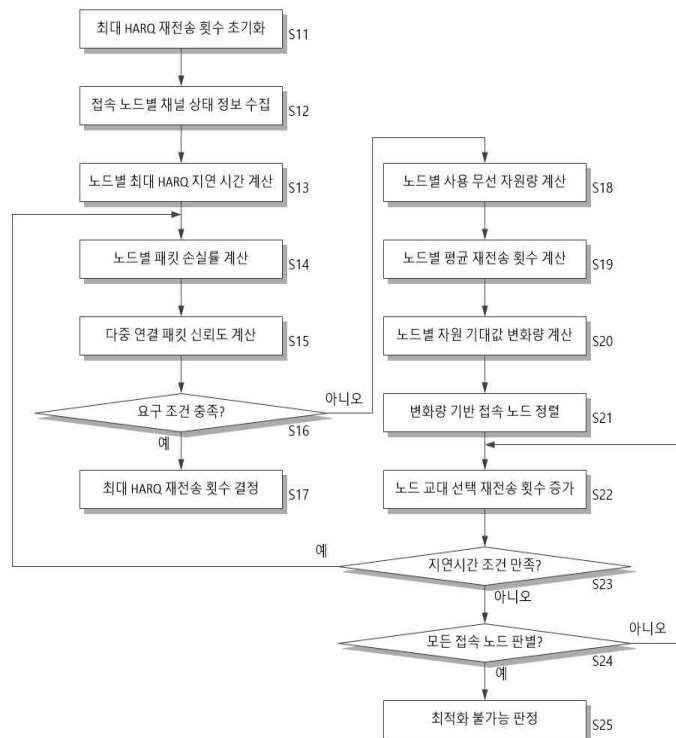 최대 HARQ 재전송 횟수 초기화
S11
접속 노드별 채널 상태 정보 수집
S12
노드별 최대 HARQ 지연 시간 계산
S13
노드별 패킷 손실률 계산
S14
다중 연결 패킷 신뢰도 계산
S15
요구 조건 충족?
아니오
S16
예
최대 HARQ 재전송 횟수 결정
S17
노드별 사용 무선 자원량 계산
S18
노드별 평균 재전송 횟수 계산
S19
노드별 자원 기대값 변화량 계산
S20
변화량 기반 접속 노드 정렬
S21
노드 교대 선택 재전송 횟수 증가
S22
예
지연시간 조건 만족?
S23
아니오
모든 접속 노드 판별?
아니오
S24
예
최적화 불가능 판정
S25